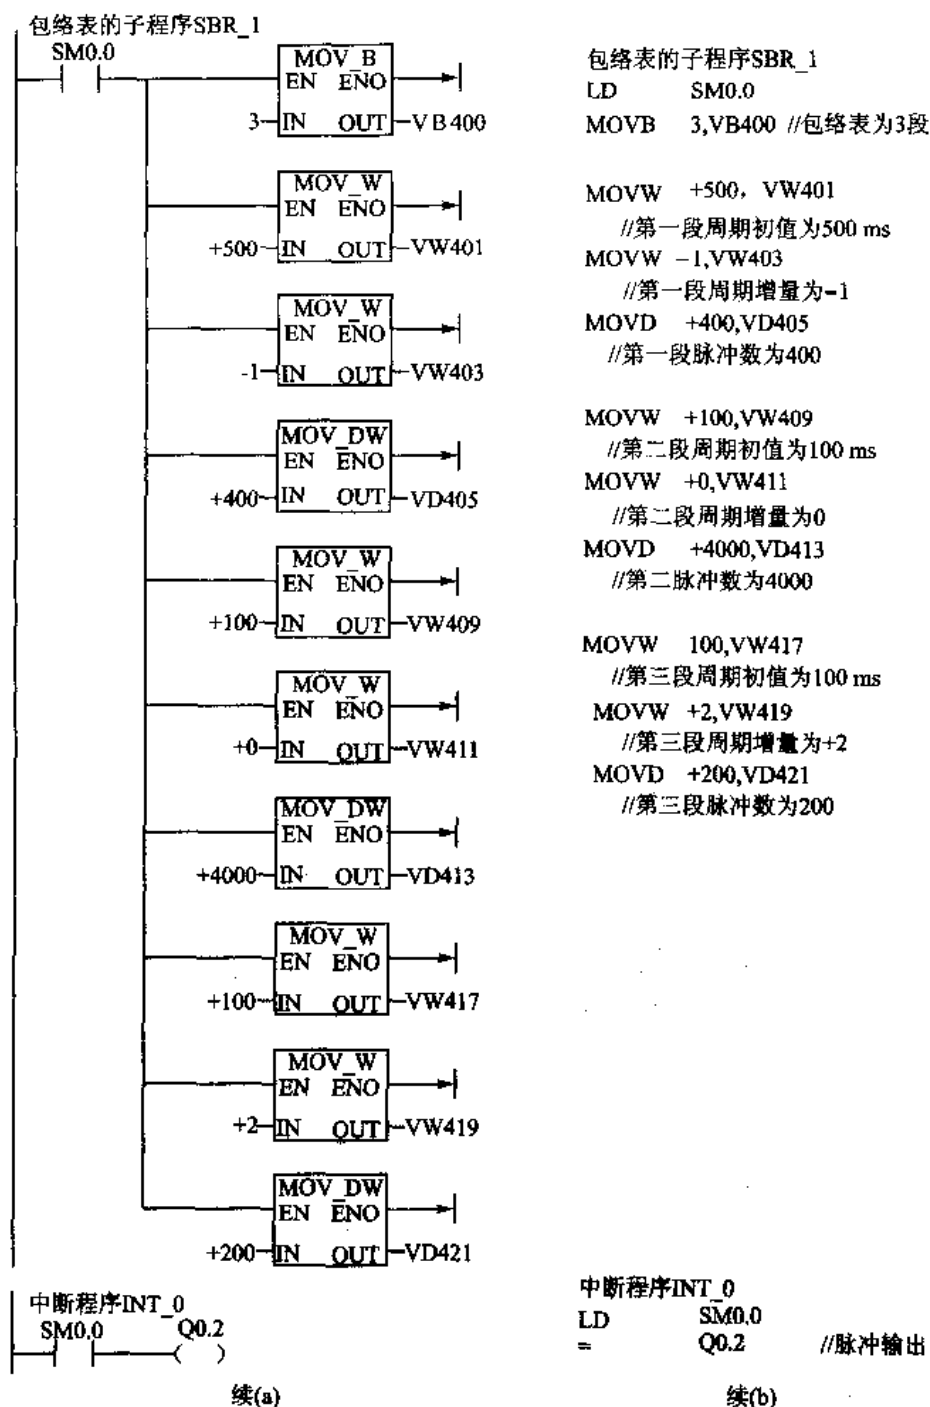 包络表的子程序SBR_1
SM0.0
MOV_B
EN ENO
3 IN OUT VB400
MOV_W
EN ENO
+500 IN OUT VW401
MOV_W
EN ENO
-1 IN OUT VW403
MOV_DW
EN ENO
+400 IN OUT VD405
MOV_W
EN ENO
+100 IN OUT VW409
MOV_W
EN ENO
+0 IN OUT VW411
MOV_DW
EN ENO
+4000 IN OUT VD413
MOV_W
EN ENO
+100 IN OUT VW417
MOV_W
EN ENO
+2 IN OUT VW419
MOV_DW
EN ENO
+200 IN OUT VD421
中断程序INT_0
SM0.0 Q0.2
续(a)
包络表的子程序SBR_1
LD SM0.0
MOVB 3,VB400 //包络表为3段
MOVW +500，VW401
//第一段周期初值为500 ms
MOVW -1,VW403
//第一段周期增量为-1
MOVD +400,VD405
//第一段脉冲数为400
MOVW +100,VW409
//第二段周期初值为100 ms
MOVW +0,VW411
//第二段周期增量为0
MOVD +4000,VD413
//第二脉冲数为4000
MOVW 100,VW417
//第三段周期初值为100 ms
MOVW +2,VW419
//第三段周期增量为+2
MOVD +200,VD421
//第三段脉冲数为200
中断程序INT_0
LD SM0.0
= Q0.2 //脉冲输出
续(b)